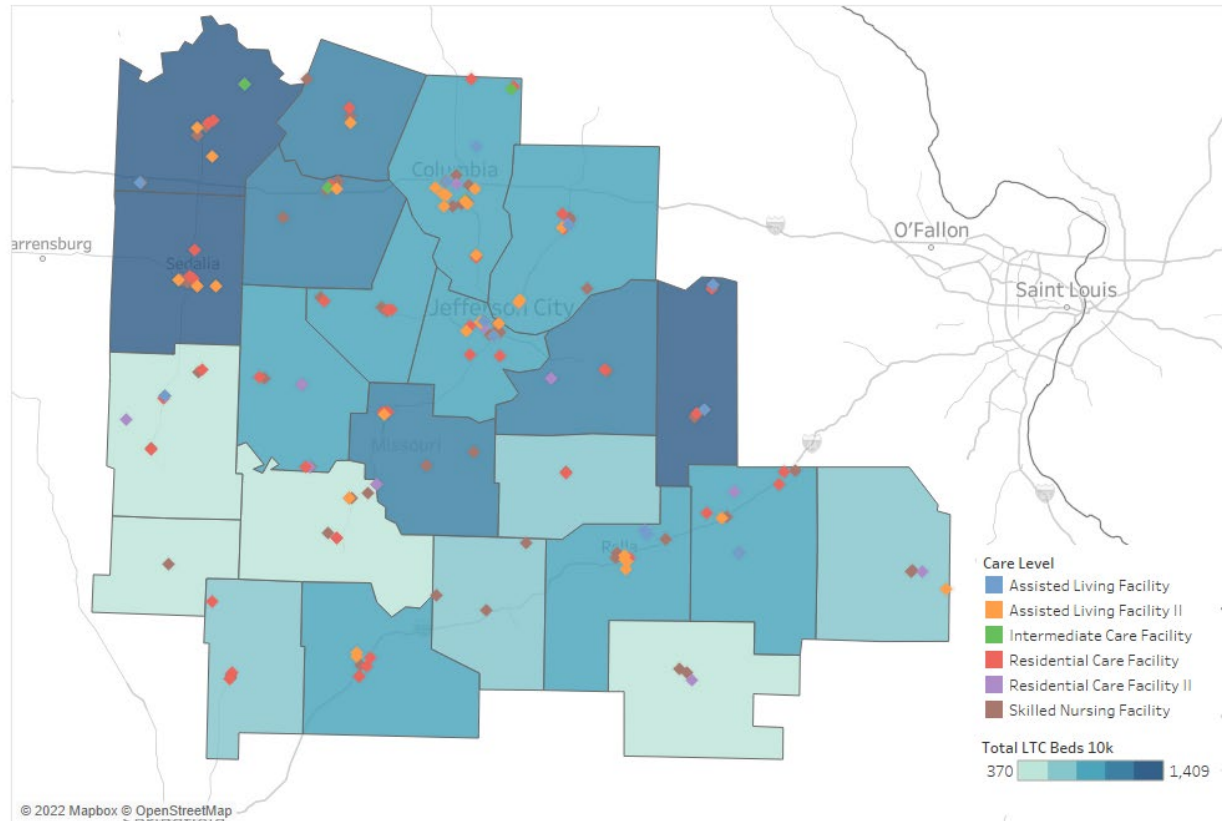 Columbia
O'Fallon
arrensburg
Sedalia
Saint Louis
Jefferson City
Missouri
Rolla
Care Level
Assisted Living Facility
Assisted Living Facility II
Intermediate Care Facility
Residential Care Facility
Residential Care Facility II
Skilled Nursing Facility
Total LTC Beds 10k
370 1,409
© 2022 Mapbox © OpenStreetMap